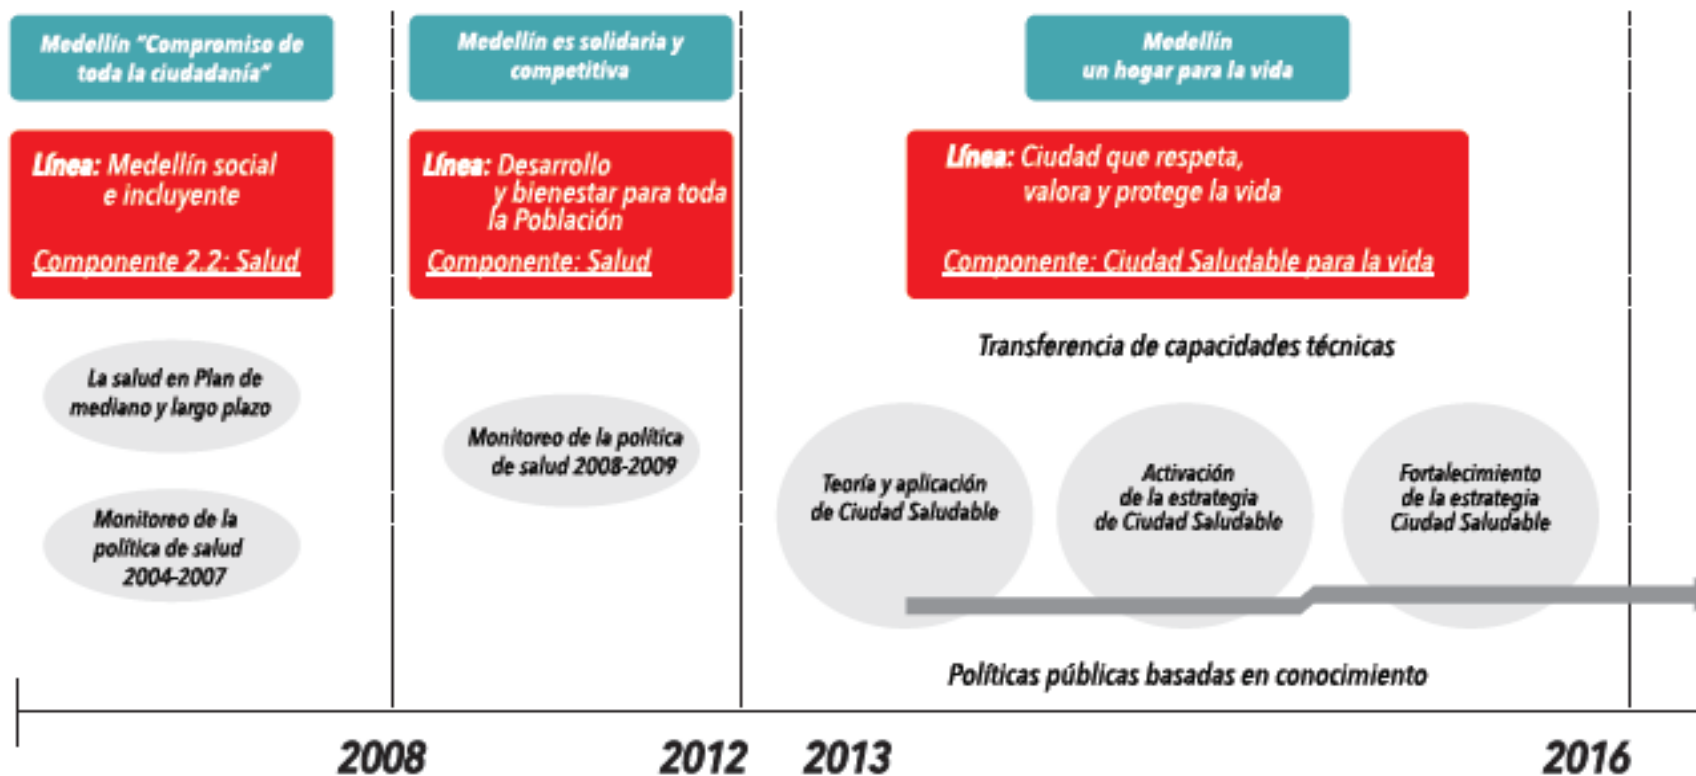 Medellín "Compromiso de
toda la ciudadanía"
Línea: Medellín social
e incluyente
Componente 2.2: Salud
La salud en Plan de
mediano y largo plazo
Monitoreo de la
política de salud
2004-2007
Medellín es solidaria y
competitiva
Línea: Desarrollo
y bienestar para toda
la Población
Componente: Salud
Monitoreo de la política
de salud 2008-2009
Medellín
un hogar para la vida
Línea: Ciudad que respeta,
valora y protege la vida
Componente: Ciudad Saludable para la vida
Transferencia de capacidades técnicas
Teoría y aplicación
de Ciudad Saludable
Activación
de la estrategia
de Ciudad Saludable
Fortalecimiento
de la estrategia
Ciudad Saludable
Políticas públicas basadas en conocimiento
2008
2012
2013
2016